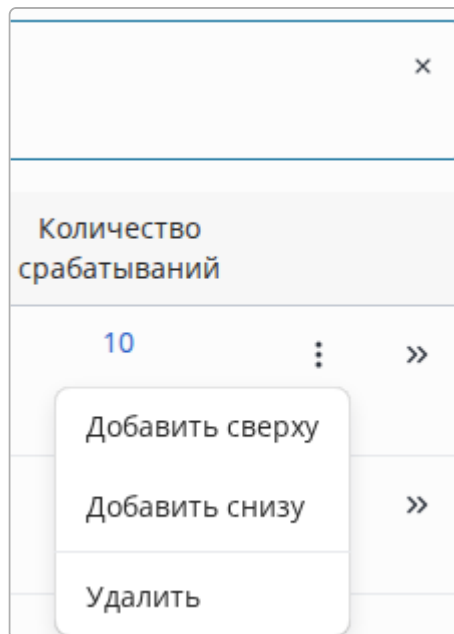 ×
Количество
срабатываний
10 ⋮ »
Добавить сверху
Добавить снизу »
Удалить